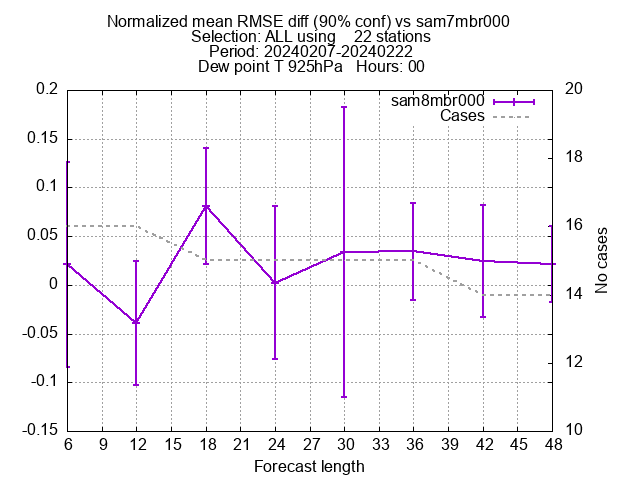 Normalized mean RMSE diff (90% conf) vs sam7mbr000
Selection: ALL using    22 stations
Period: 20240207-20240222
Dew point T 925hPa   Hours: 00
sam8mbr000
Cases
0.2
0.15
0.1
0.05
0
-0.05
-0.1
-0.15
20
18
16
14
12
10
No cases
6 9 12 15 18 21 24 27 30 33 36 39 42 45 48
Forecast length